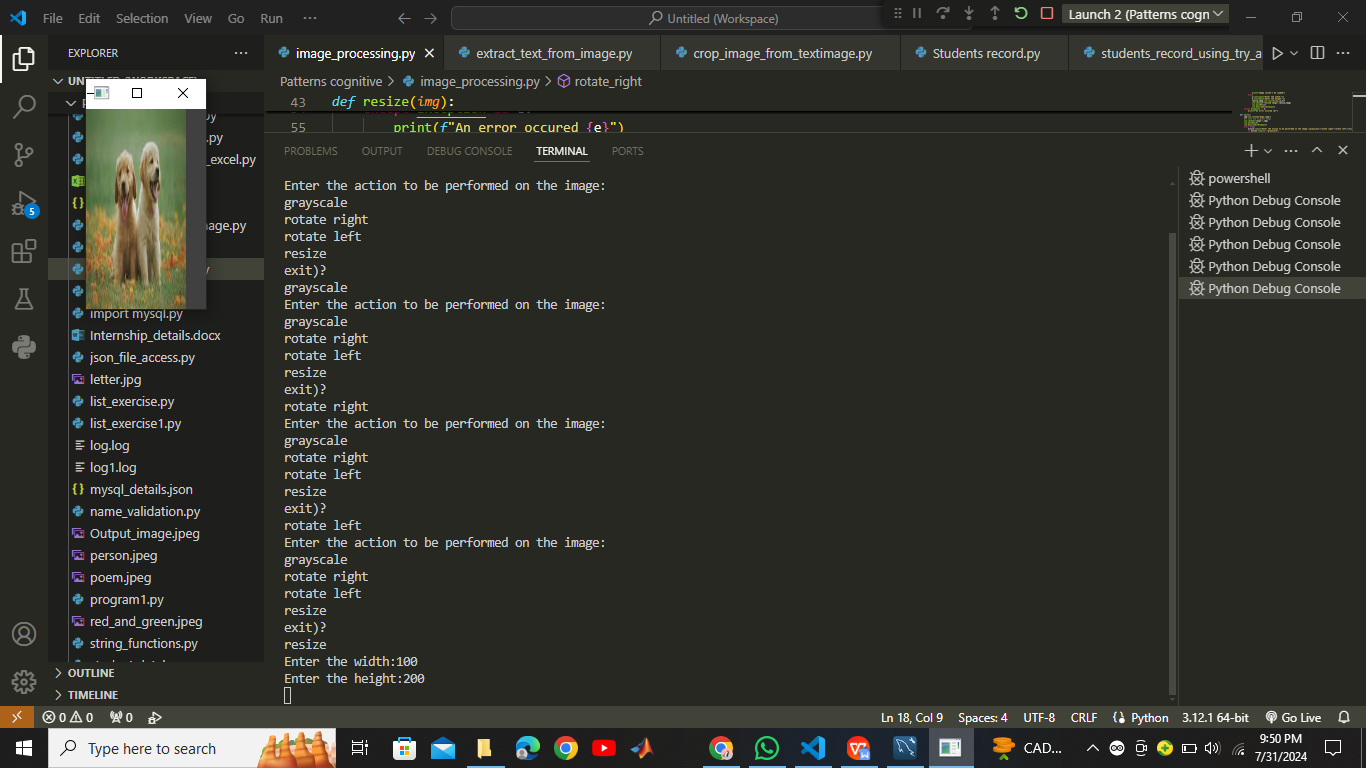 File Edit Selection View Go Run ···
Untitled (Workspace)
Launch 2 (Patterns cogn
EXPLORER
image_processing.py
extract_text_from_image.py
crop_image_from_textimage.py
Students record.py
students_record_using_try_a
Patterns cognitive > image_processing.py > rotate_right
43 def resize(img):
55 print(f"An error occured {e}")
PROBLEMS OUTPUT DEBUG CONSOLE TERMINAL PORTS
_excel.py
age.py
import mysql.py
Internship_details.docx
json_file_access.py
letter.jpg
list_exercise.py
list_exercise1.py
log.log
log1.log
mysql_details.json
name_validation.py
Output_image.jpeg
person.jpeg
poem.jpeg
program1.py
red_and_green.jpeg
string_functions.py
OUTLINE
TIMELINE
5
Enter the action to be performed on the image:
grayscale
rotate right
rotate left
resize
exit)?
grayscale
Enter the action to be performed on the image:
grayscale
rotate right
rotate left
resize
exit)?
rotate right
Enter the action to be performed on the image:
grayscale
rotate right
rotate left
resize
exit)?
rotate left
Enter the action to be performed on the image:
grayscale
rotate right
rotate left
resize
exit)?
resize
Enter the width:100
Enter the height:200
powershell
Python Debug Console
Python Debug Console
Python Debug Console
Python Debug Console
Python Debug Console
0 0 0
Ln 18, Col 9 Spaces: 4 UTF-8 CRLF Python 3.12.1 64-bit Go Live
Type here to search
CAD...
9:50 PM
7/31/2024